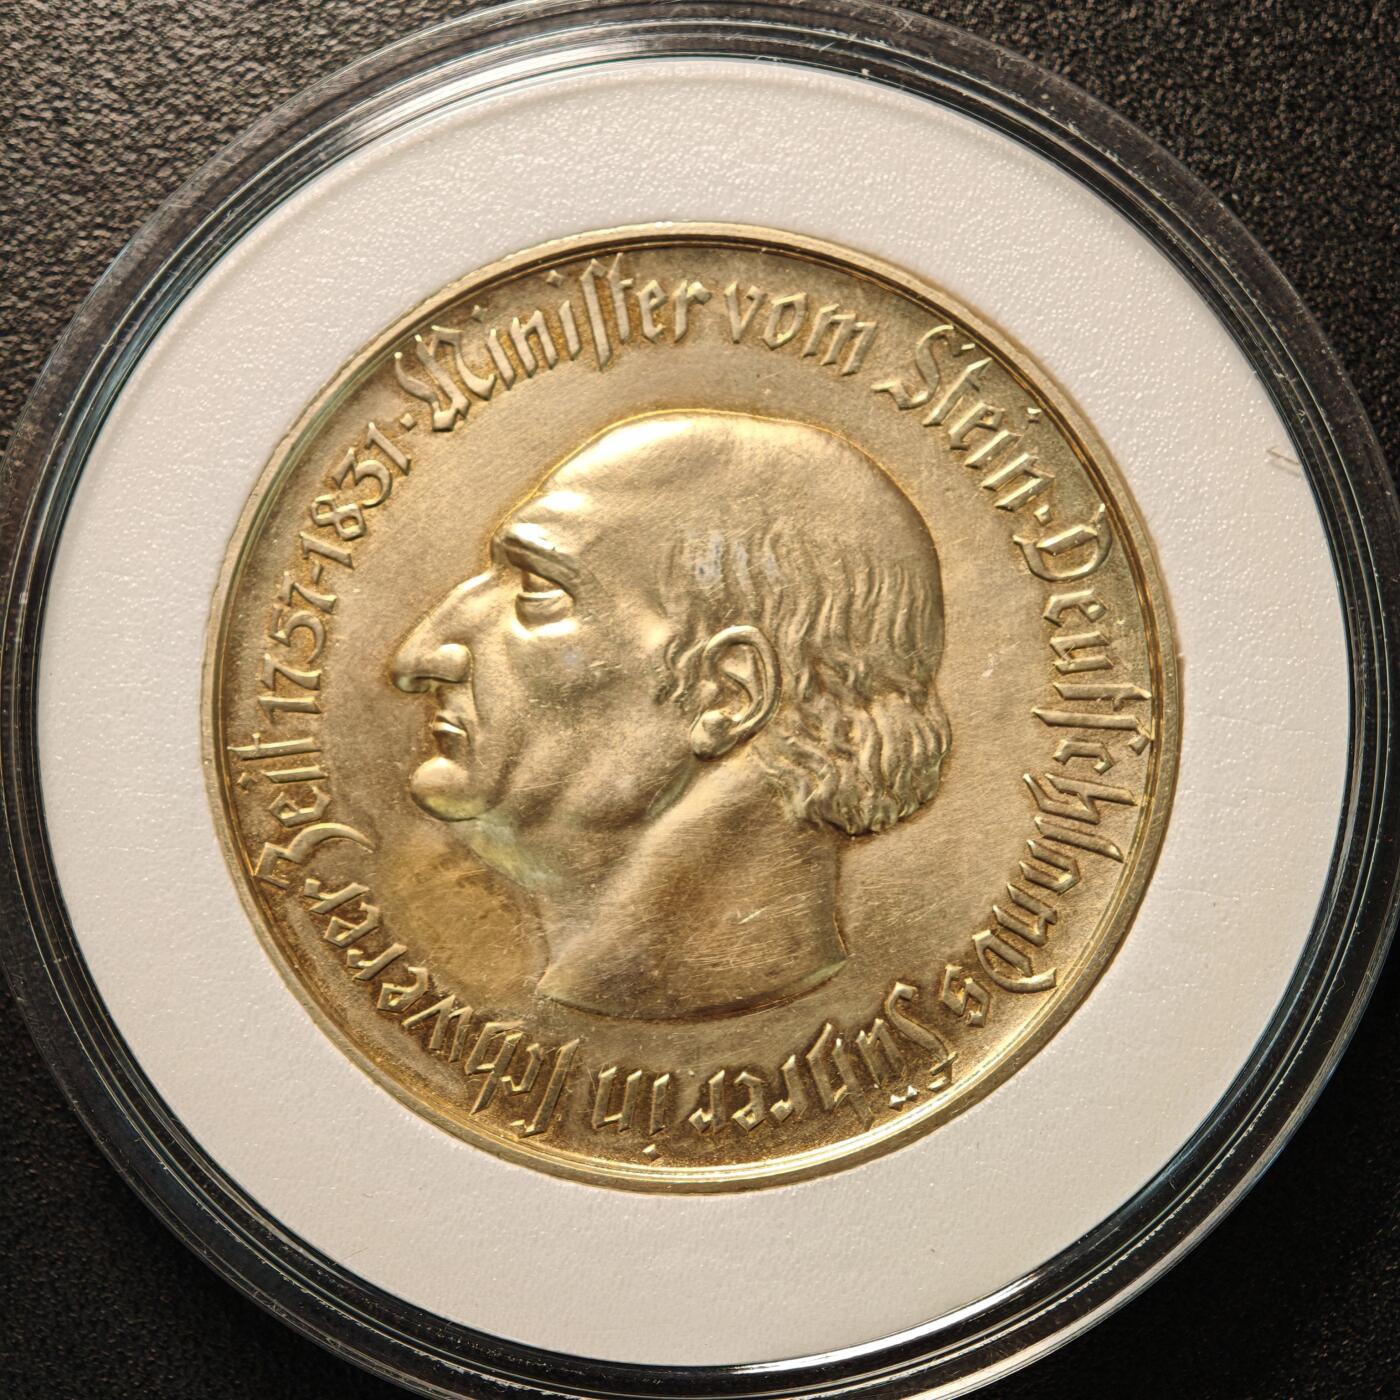 Minister vom Stein · Deutschlands Führer in schwerer Zeit 1757-1831 ·